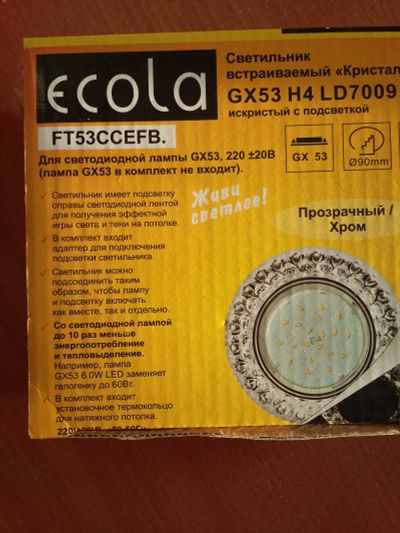 ecola
Светильник
встраиваемый «Кристал
GX53 H4 LD7009
искристый с подсветкой
FT53CCEFB.
Для светодиодной лампы GX53, 220 ±20В
(лампа GX53 в комплект не входит).
GX 53
Ø90mm
Живи
светлее!
Прозрачный /
Хром
✓ Светильник имеет подсветку
оправы светодиодной лентой
для получения эффектной
игры света и тени на потолке.
✓ В комплект входит
адаптер для подключения
подсветки светильника.
✓ Светильник можно
подсоединить таким
образом, чтобы лампу
и подсветку включать
как вместе, так и отдельно.
✓ Со светодиодной лампой
до 10 раз меньше
энергопотребление
и тепловыделение.
Например, лампа
GX53 6.0W LED заменяет
галогенку до 60Вт.
✓ В комплект входит
установочное термокольцо
для натяжного потолка.